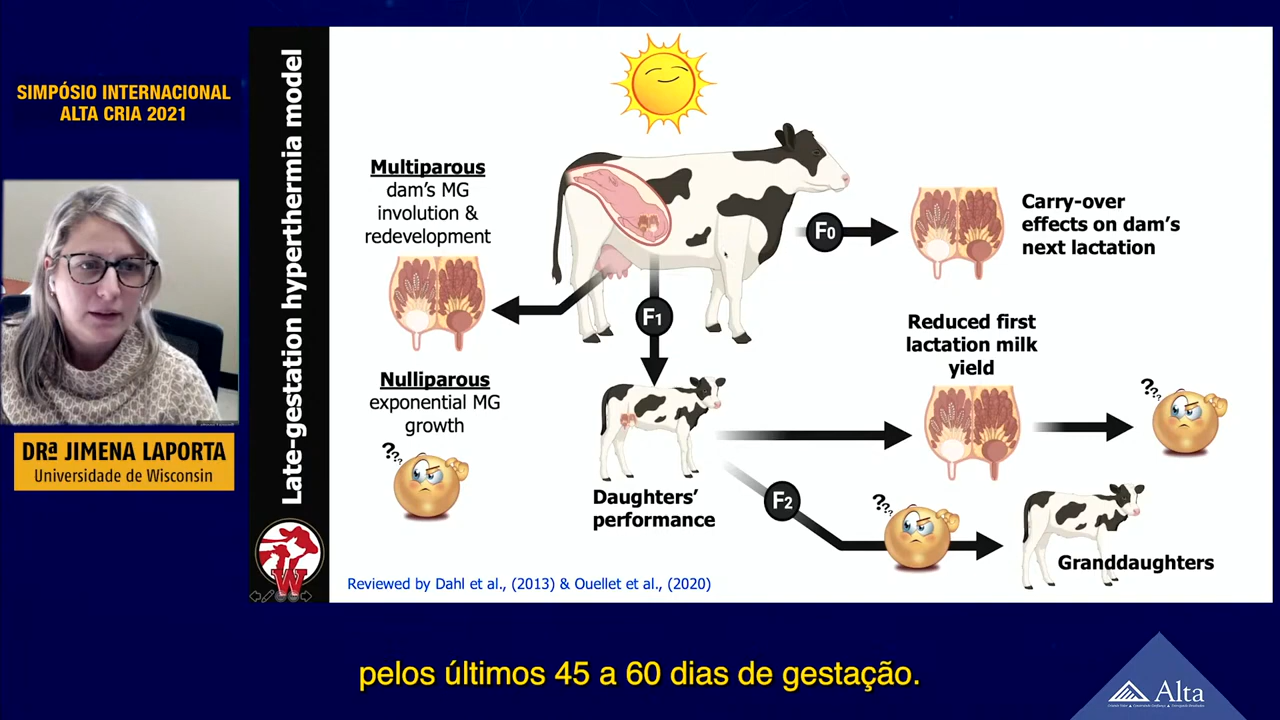 SIMPÓSIO INTERNACIONAL
ALTA CRIA 2021
DRª JIMENA LAPORTA
Universidade de Wisconsin
Late-gestation hyperthermia model
W
Multiparous
dam's MG
involution &
redevelopment
Nulliparous
exponential MG
growth
???
F0
Carry-over
effects on dam's
next lactation
F1
Daughters'
performance
Reduced first
lactation milk
yield
???
F2
???
Granddaughters
Reviewed by Dahl et al., (2013) & Ouellet et al., (2020)
pelos últimos 45 a 60 dias de gestação.
Alta